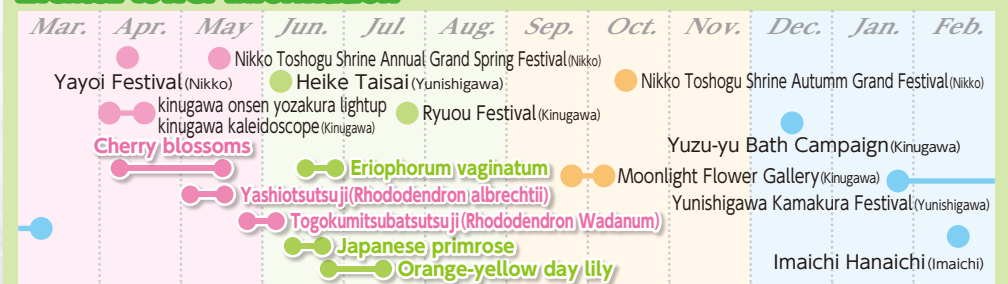 Mar. Apr. May Jun. Jul. Aug. Sep. Oct. Nov. Dec. Jan. Feb.
Nikko Toshogu Shrine Annual Grand Spring Festival(Nikko)
Yayoi Festival(Nikko)
Heike Taisai(Yunishigawa)
Nikko Toshogu Shrine Autumm Grand Festival(Nikko)
kinugawa onsen yozakura lightup
kinugawa kaleidoscope(Kinugawa)
Ryuou Festival(Kinugawa)
Yuzu-yu Bath Campaign(Kinugawa)
Cherry blossoms
Eriophorum vaginatum
Moonlight Flower Gallery(Kinugawa)
Yashiotsutsuji(Rhododendron albrechtii)
Yunishigawa Kamakura Festival(Yunishigawa)
Togokumitsubatsutsuji(Rhododendron Wadanum)
Japanese primrose
Imaichi Hanaichi(Imaichi)
Orange-yellow day lily